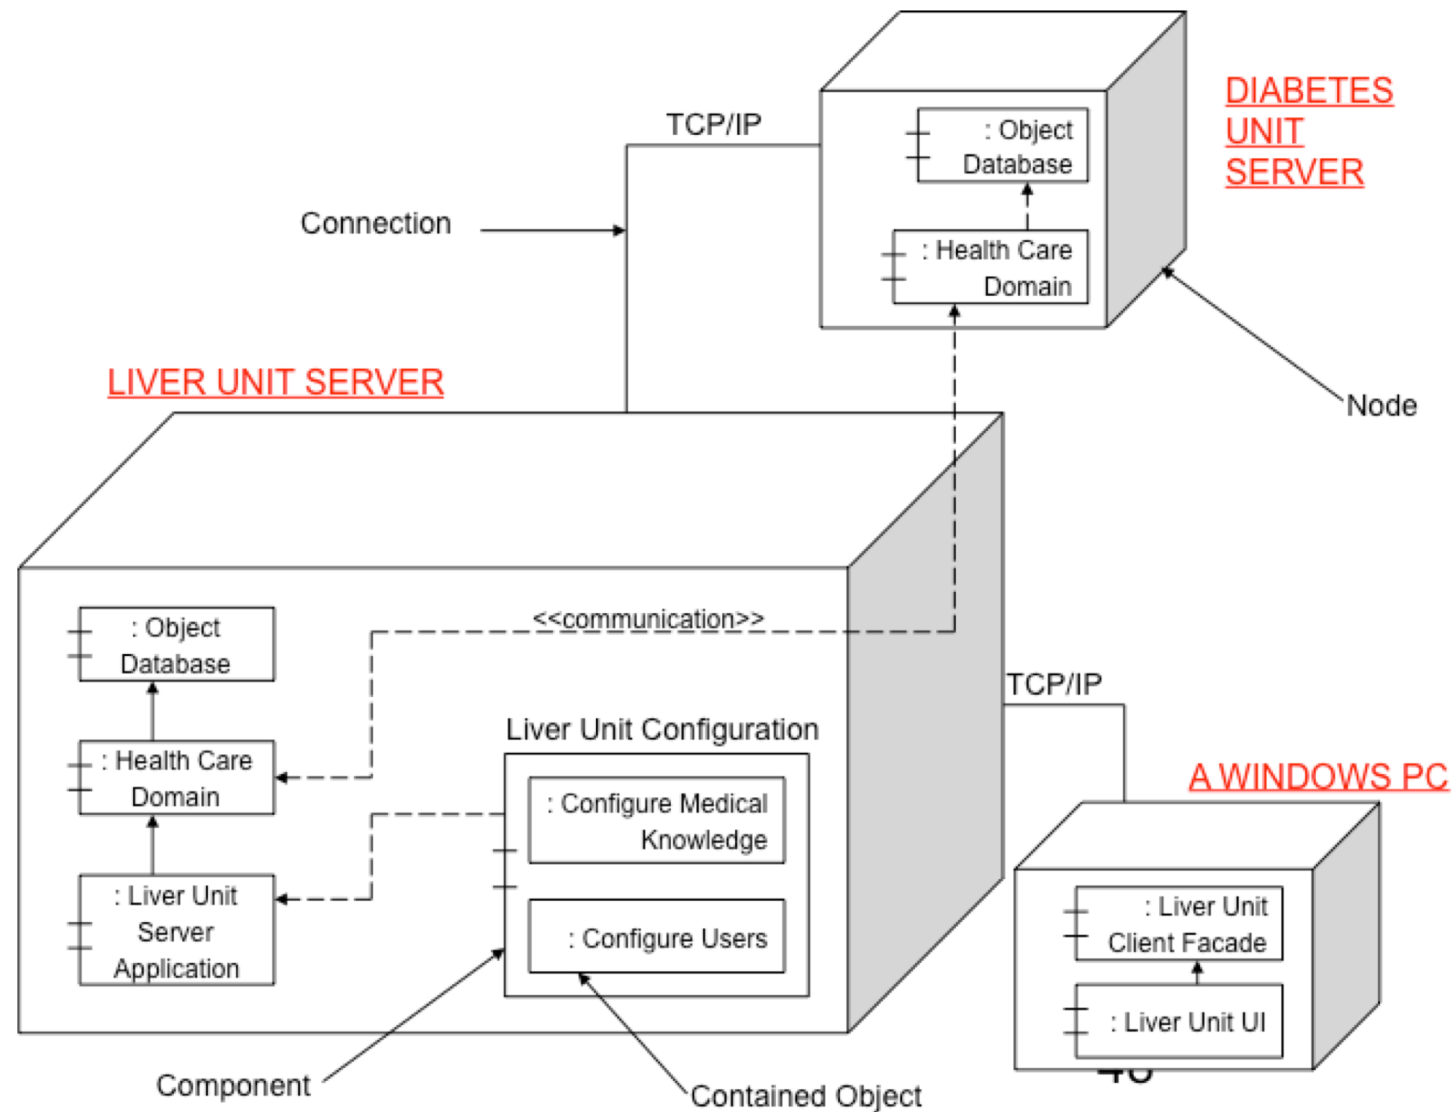 TCP/IP
: Object
Database
DIABETES
UNIT
SERVER
Connection
: Health Care
Domain
LIVER UNIT SERVER
Node
: Object
Database
<<communication>>
TCP/IP
Liver Unit Configuration
: Health Care
Domain
: Configure Medical
Knowledge
A WINDOWS PC
: Liver Unit
Server
Application
: Configure Users
: Liver Unit
Client Facade
: Liver Unit UI
Component
Contained Object